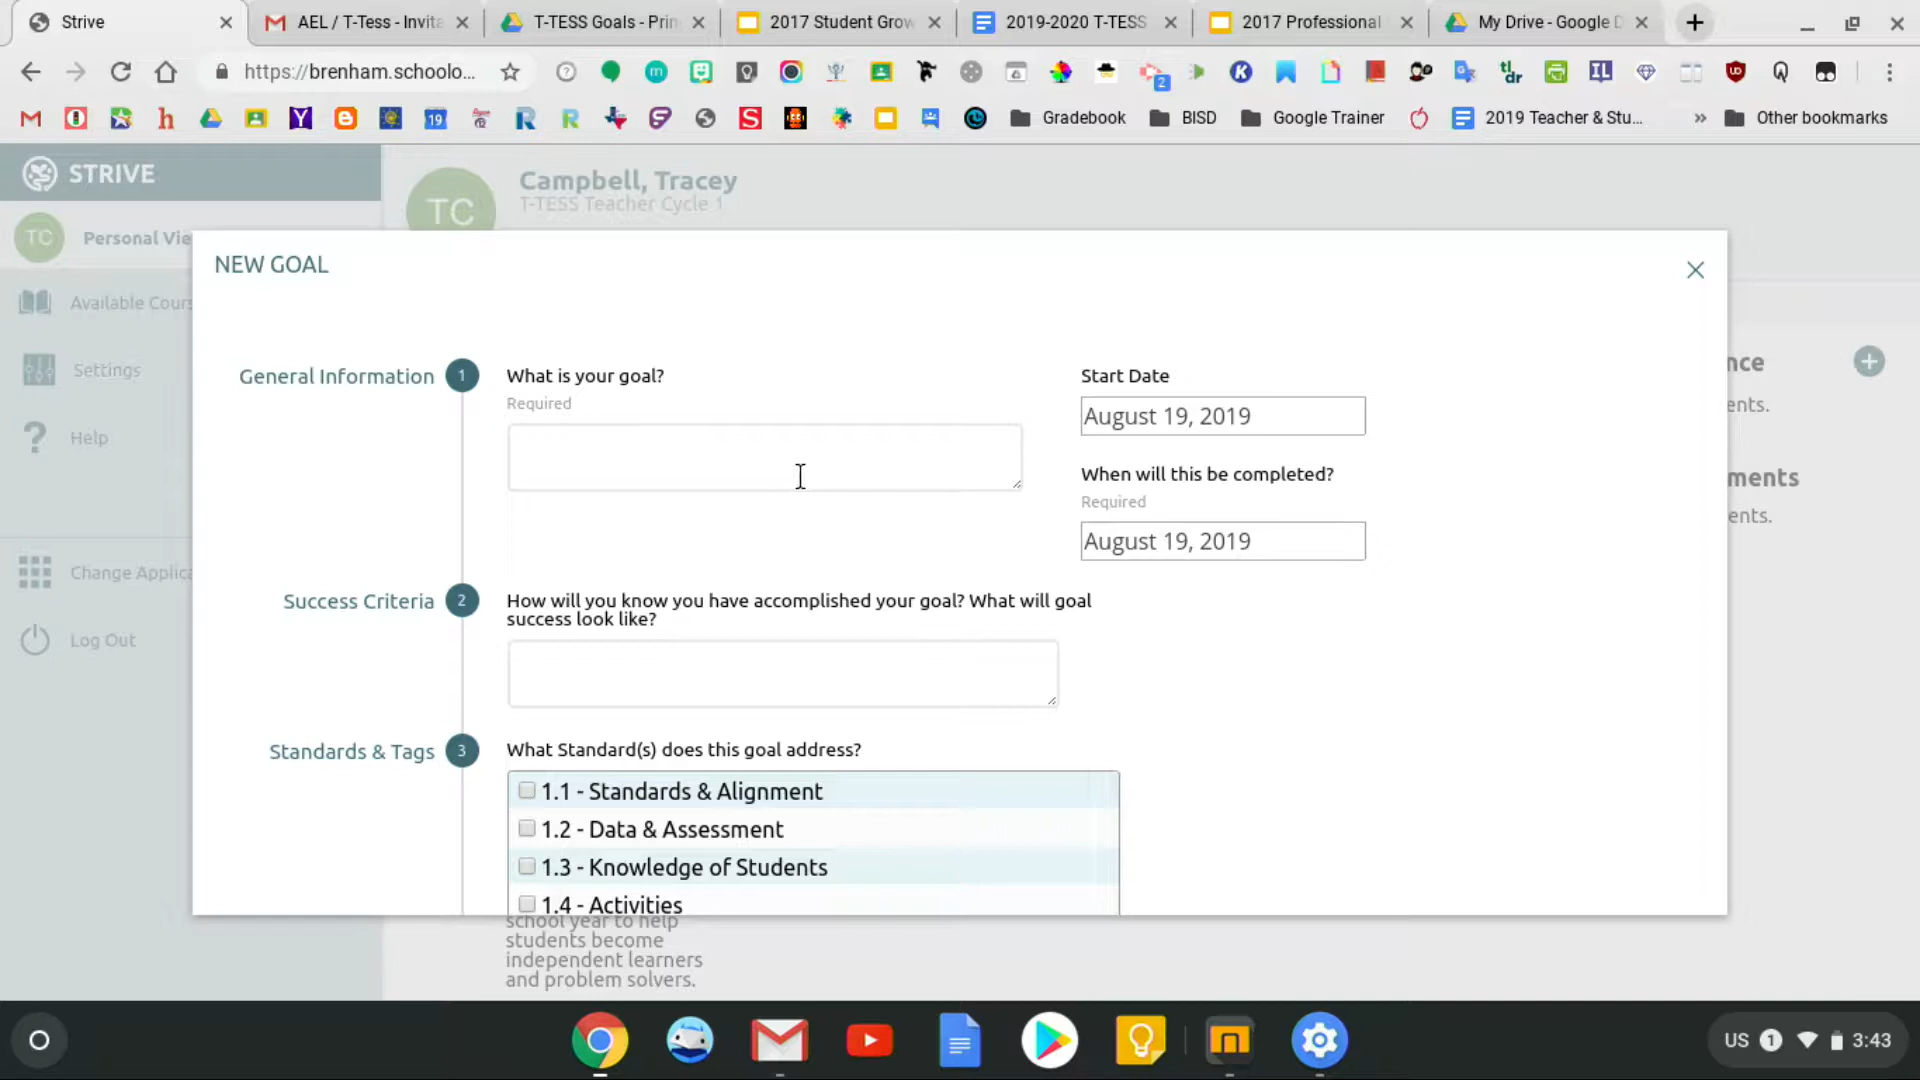 Strive
AEL / T-Tess - Invita
T-TESS Goals - Prin
2017 Student Grow
2019-2020 T-TESS
2017 Professional
My Drive - Google D
https://brenham.schoolo...
Gradebook
BISD
Google Trainer
2019 Teacher & Stu...
»
Other bookmarks
STRIVE
TC
Campbell, Tracey
T-TESS Teacher Cycle 1
TC
Personal Vie
Available Cours
Settings
Help
Change Applica
Log Out
NEW GOAL
General Information
1
What is your goal?
Required
Start Date
August 19, 2019
When will this be completed?
Required
August 19, 2019
Success Criteria
2
How will you know you have accomplished your goal? What will goal
success look like?
Standards & Tags
3
What Standard(s) does this goal address?
1.1 - Standards & Alignment
1.2 - Data & Assessment
1.3 - Knowledge of Students
1.4 - Activities
nce
ents.
ments
ents.
school year to help
students become
independent learners
and problem solvers.
US
1
3:43